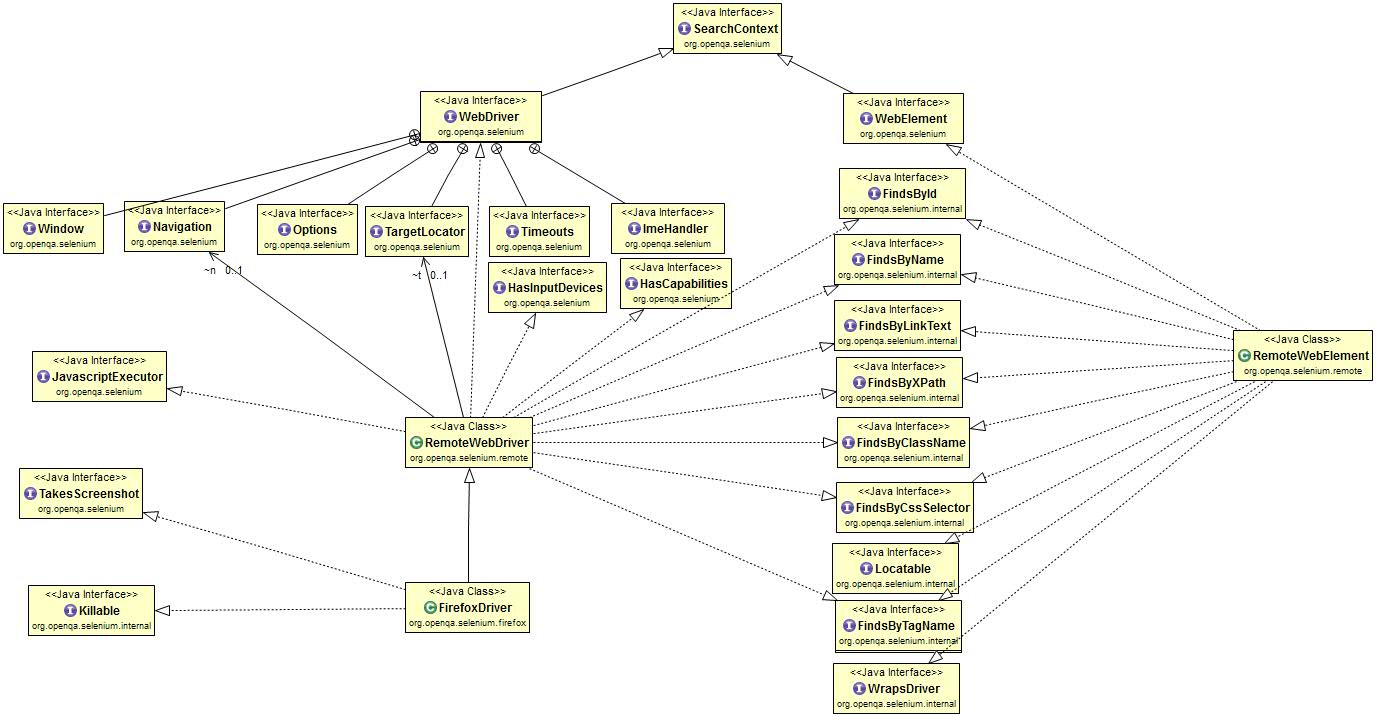 <<Java Interface>>
SearchContext
org.openqa.selenium
<<Java Interface>>
WebDriver
org.openqa.selenium
<<Java Interface>>
WebElement
org.openqa.selenium
<<Java Interface>>
FindsById
org.openqa.selenium.internal
<<Java Interface>>
Window
org.openqa.selenium
<<Java Interface>>
Navigation
org.openqa.selenium
<<Java Interface>>
Options
org.openqa.selenium
<<Java Interface>>
TargetLocator
org.openqa.selenium
<<Java Interface>>
Timeouts
org.openqa.selenium
<<Java Interface>>
ImeHandler
org.openqa.selenium
<<Java Interface>>
FindsByName
org.openqa.selenium.internal
~n 0..1
~t 0..1
<<Java Interface>>
HasInputDevices
org.openqa.selenium
<<Java Interface>>
HasCapabilities
org.openqa.selenium
<<Java Interface>>
FindsByLinkText
org.openqa.selenium.internal
<<Java Class>>
RemoteWebElement
org.openqa.selenium.remote
<<Java Interface>>
JavascriptExecutor
org.openqa.selenium
<<Java Interface>>
FindsByXPath
org.openqa.selenium.internal
<<Java Class>>
RemoteWebDriver
org.openqa.selenium.remote
<<Java Interface>>
FindsByClassName
org.openqa.selenium.internal
<<Java Interface>>
TakesScreenshot
org.openqa.selenium
<<Java Interface>>
FindsByCssSelector
org.openqa.selenium.internal
<<Java Interface>>
Locatable
org.openqa.selenium.internal
<<Java Interface>>
Killable
org.openqa.selenium.internal
<<Java Class>>
FirefoxDriver
org.openqa.selenium.firefox
<<Java Interface>>
FindsByTagName
org.openqa.selenium.internal
<<Java Interface>>
WrapsDriver
org.openqa.selenium.internal